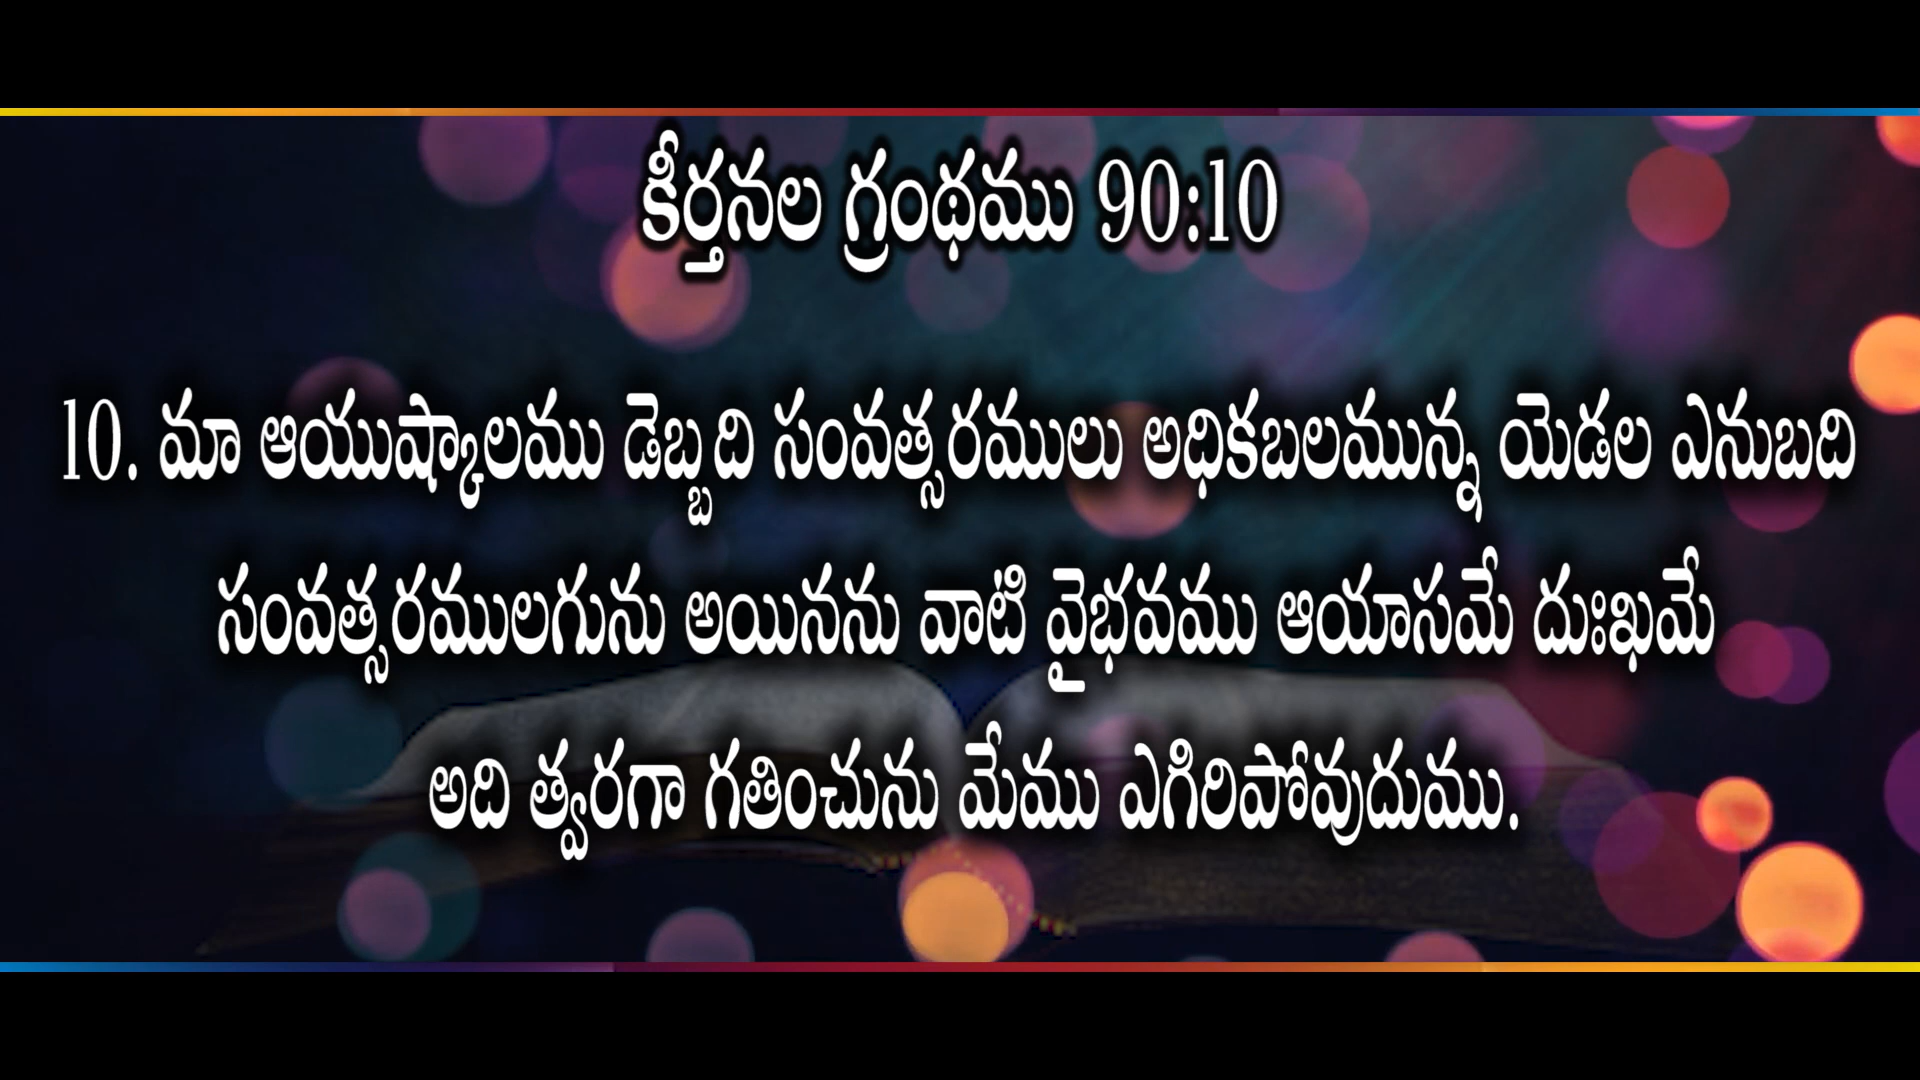 కీర్తనల గ్రంథము 90:10
10. మా ఆయుష్కాలము డెబ్బది సంవత్సరములు అధికబలమున్న యెడల ఎనుబది
సంవత్సరములగును అయినను వాటి వైభవము ఆయాసమే దుఃఖమే
అది త్వరగా గతించును మేము ఎగిరిపోవుదుము.